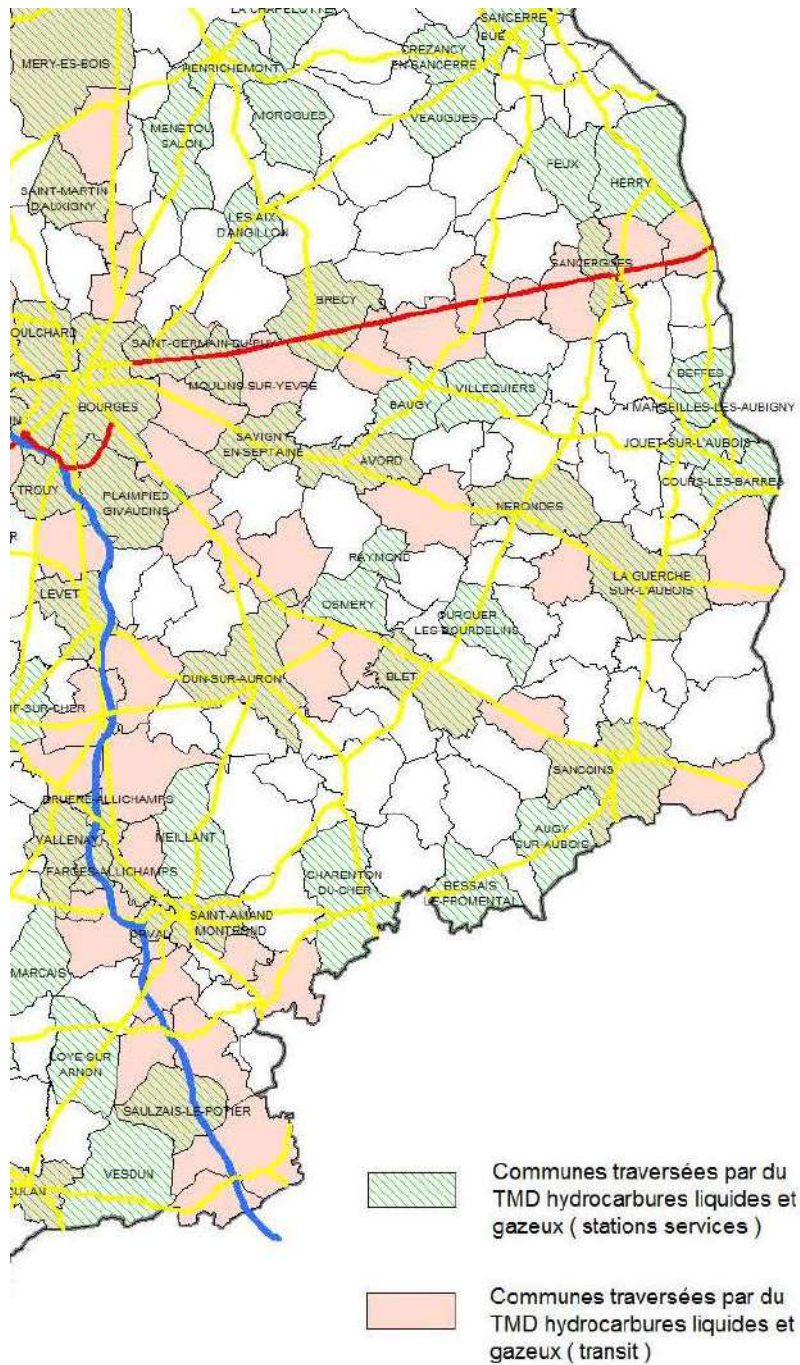 LA CHAPELOTTE
SANCERRE
BUE
MERY-ES-BOIS
HENRICHEMONT
CREZANCY
EN-SANCERRE
MENETOU
SALON
MOROGUES
VEAUGUES
FEUX
HERRY
SAINT-MARTIN
D'AUXIGNY
LES AIX
D'ANGILLON
SANCERGUES
BRECY
OULCHARD
SAINT-GERMAIN-DU-PUY
MOULINS-SUR-YEVRE
BEFFES
BAUGY
VILLEQUIERS
BOURGES
MARSEILLES-LES-AUBIGNY
SAVIGNY
EN-SEPTAINE
JOUET-SUR-L'AUBOIS
AVORD
COURS-LES-BARRES
TROUY
PLAIMPIED
GIVAUDINS
NERONDES
RAYMOND
LA GUERCHE
SUR-L'AUBOIS
LEVET
OSMERY
OUROUER
LES-BOURDELINS
DUN-SUR-AURON
BLET
F-SUR-CHER
SANCOINS
BRUERE-ALLICHAMPS
VALLENAY
MEILLANT
AUGY
SUR-AUBOIS
FARGES-ALLICHAMPS
CHARENTON
DU-CHER
BESSAIS
LE-FROMENTAL
SAINT-AMAND
MONTROND
ORVAL
MARCAIS
LOYE-SUR
ARNON
SAULZAIS-LE-POTIER
VESDUN
CULAN
Communes traversées par du
TMD hydrocarbures liquides et
gazeux ( stations services )
Communes traversées par du
TMD hydrocarbures liquides et
gazeux ( transit )